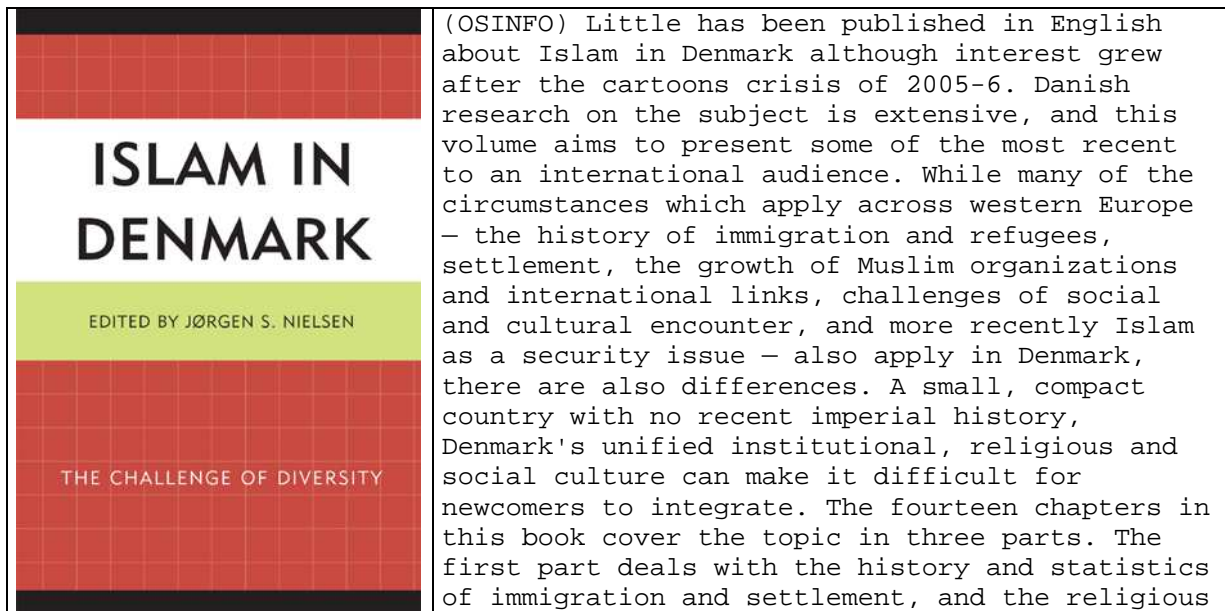 ISLAM IN
DENMARK
EDITED BY JØRGEN S. NIELSEN
THE CHALLENGE OF DIVERSITY
(OSINFO) Little has been published in English
about Islam in Denmark although interest grew
after the cartoons crisis of 2005-6. Danish
research on the subject is extensive, and this
volume aims to present some of the most recent
to an international audience. While many of the
circumstances which apply across western Europe
— the history of immigration and refugees,
settlement, the growth of Muslim organizations
and international links, challenges of social
and cultural encounter, and more recently Islam
as a security issue — also apply in Denmark,
there are also differences. A small, compact
country with no recent imperial history,
Denmark's unified institutional, religious and
social culture can make it difficult for
newcomers to integrate. The fourteen chapters in
this book cover the topic in three parts. The
first part deals with the history and statistics
of immigration and settlement, and the religious